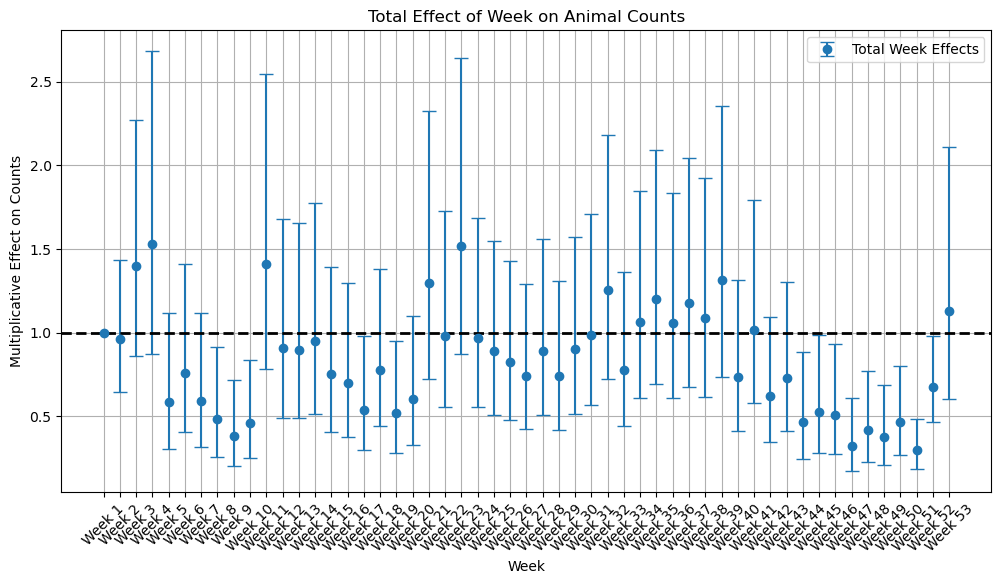 Total Effect of Week on Animal Counts
Total Week Effects
Multiplicative Effect on Counts
2.5
2.0
1.5
1.0
0.5
Week 1
Week 2
Week 3
Week 4
Week 5
Week 6
Week 7
Week 8
Week 9
Week 10
Week 11
Week 12
Week 13
Week 14
Week 15
Week 16
Week 17
Week 18
Week 19
Week 20
Week 21
Week 22
Week 23
Week 24
Week 25
Week 26
Week 27
Week 28
Week 29
Week 30
Week 31
Week 32
Week 33
Week 34
Week 35
Week 36
Week 37
Week 38
Week 39
Week 40
Week 41
Week 42
Week 43
Week 44
Week 45
Week 46
Week 47
Week 48
Week 49
Week 50
Week 51
Week 52
Week 53
Week